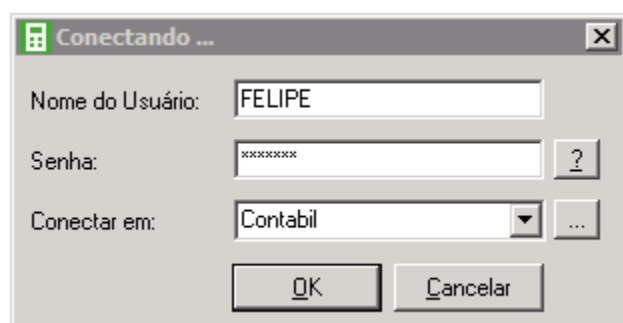 Conectando ...
Nome do Usuário: FELIPE
Senha: ******* ?
Conectar em: Contabil ...
OK Cancelar